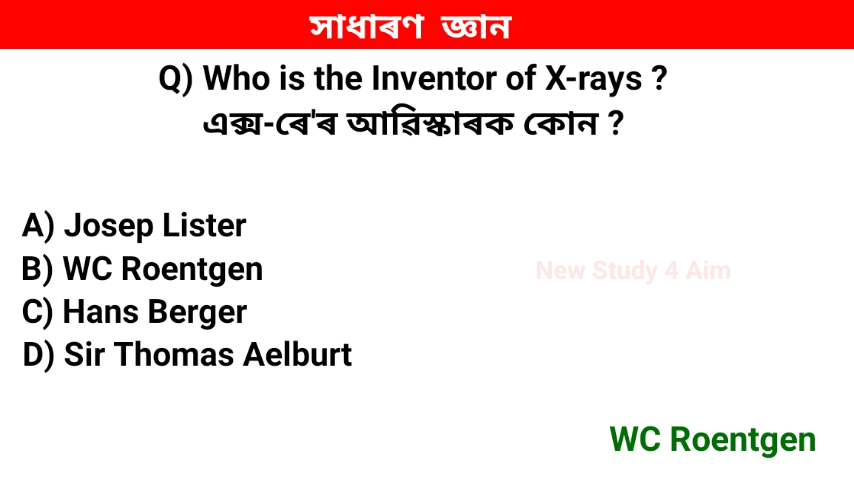 সাধাৰণ জ্ঞান
Q) Who is the Inventor of X-rays ?
এক্স-ৰে'ৰ আৱিস্কাৰক কোন ?
A) Josep Lister
B) WC Roentgen
New Study 4 Aim
C) Hans Berger
D) Sir Thomas Aelburt
WC Roentgen